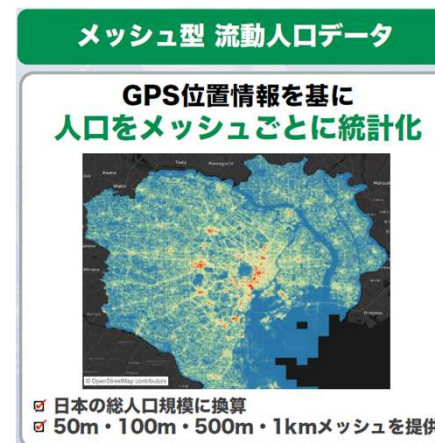 メッシュ型 流動人口データ
GPS位置情報を基に
人口をメッシュごとに統計化
© OpenStreetMap contributors
日本の総人口規模に換算
50m・100m・500m・1kmメッシュを提供